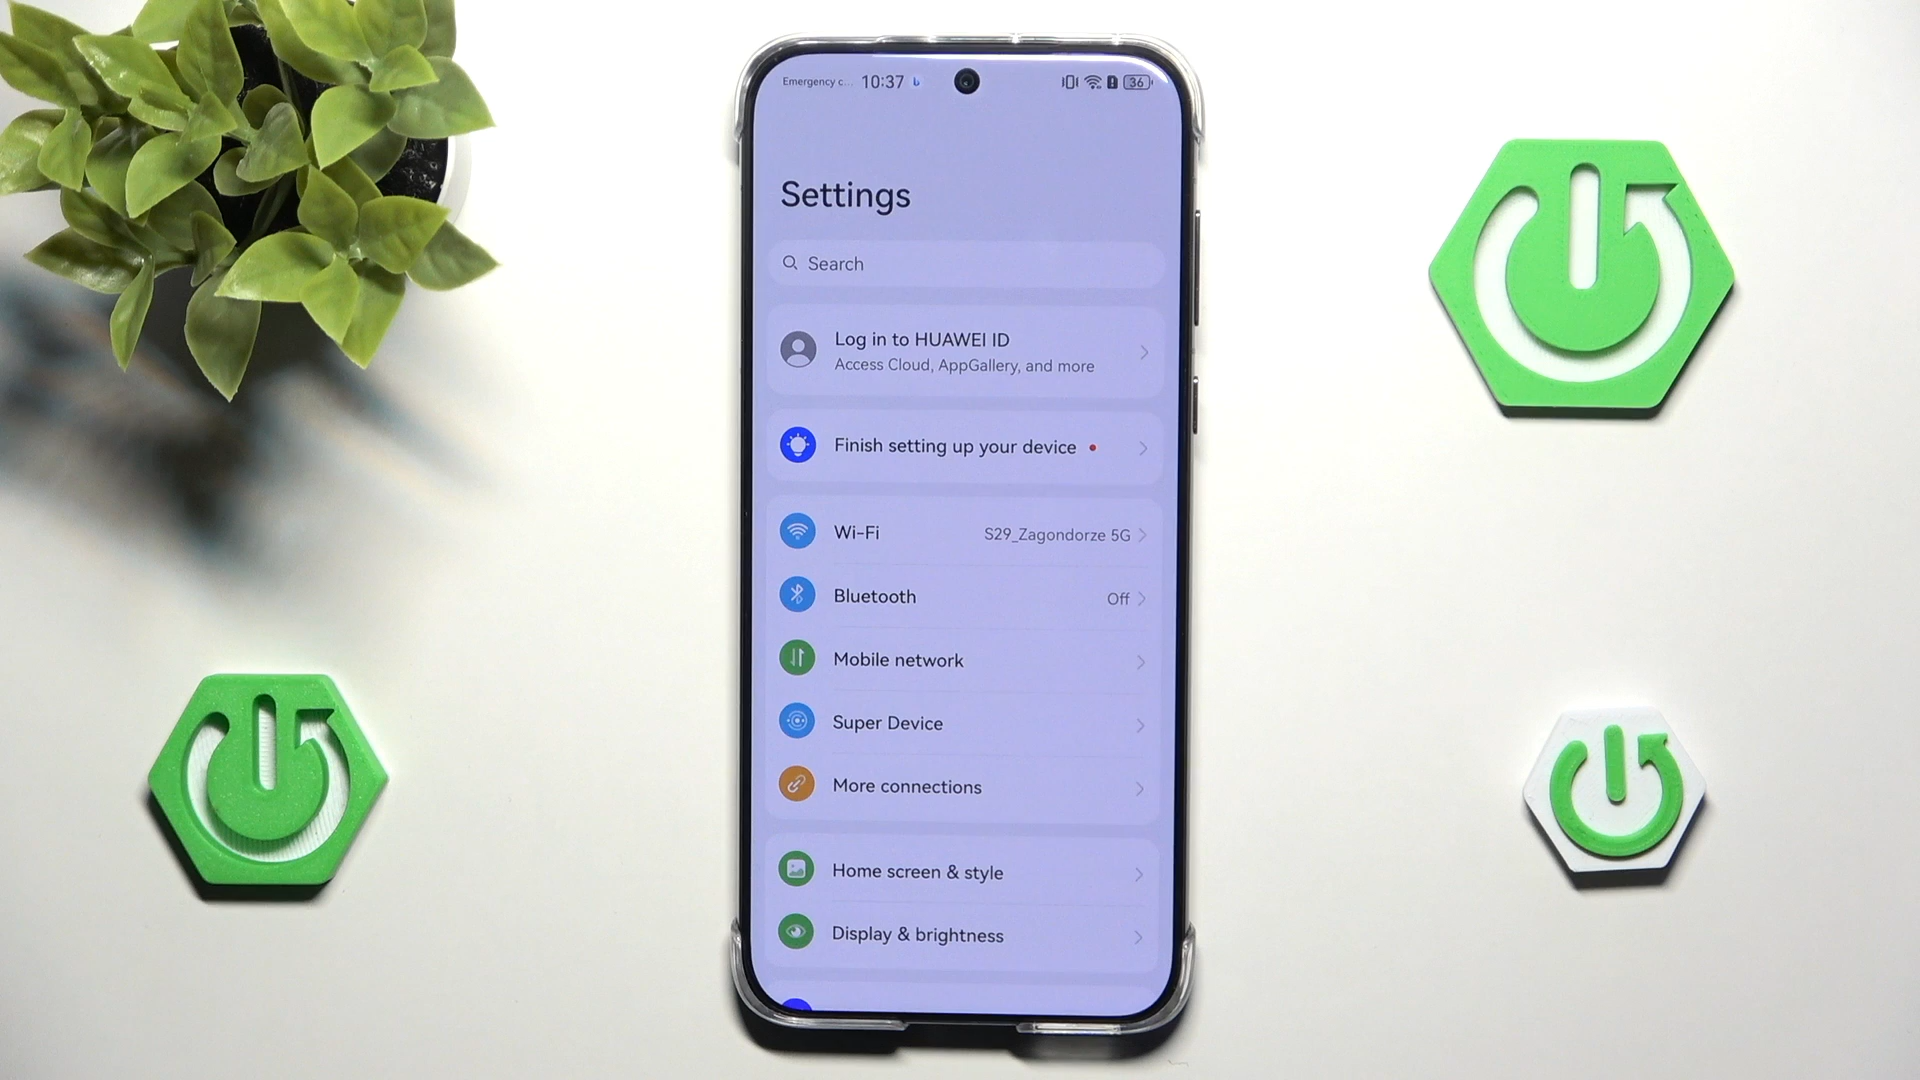 Emergency c... 10:37 36
Settings
Search
Log in to HUAWEI ID
Access Cloud, AppGallery, and more
Finish setting up your device
Wi-Fi S29_Zagondorze 5G
Bluetooth Off
Mobile network
Super Device
More connections
Home screen & style
Display & brightness